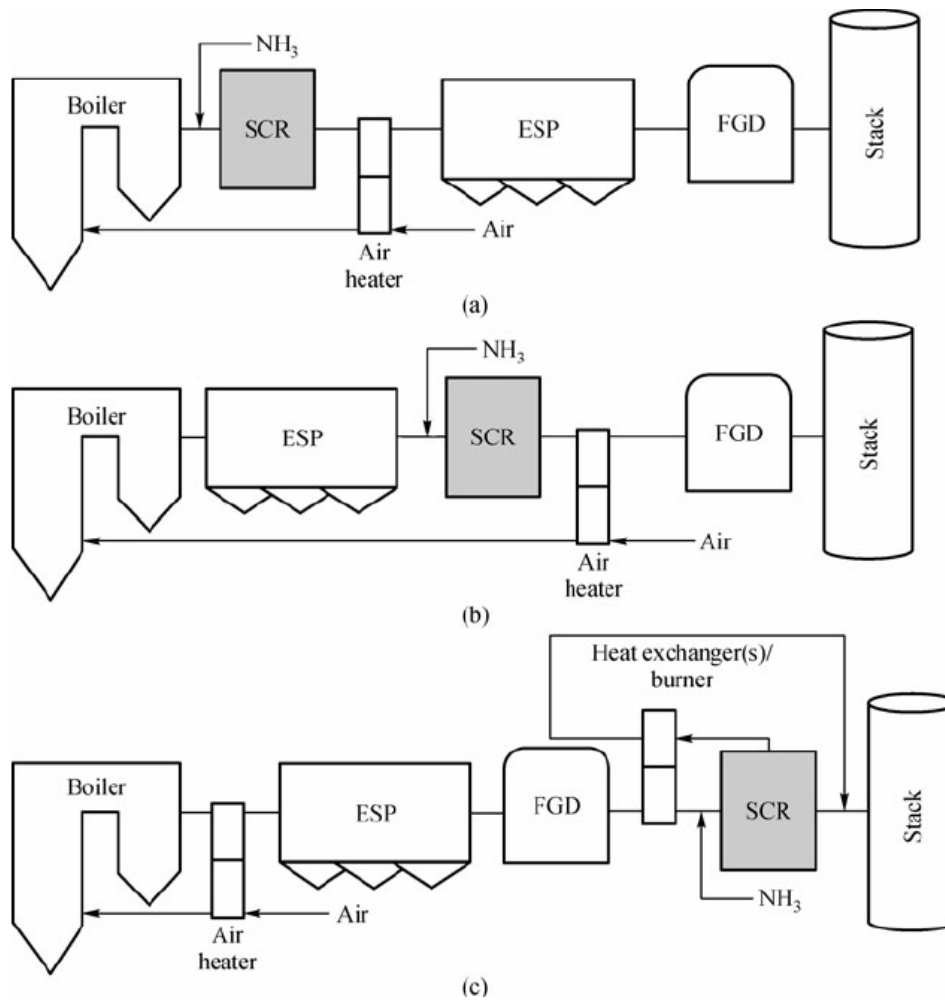 NH3
Boiler
SCR
ESP
FGD
Stack
Air
Air
heater
(a)
NH3
Boiler
ESP
SCR
FGD
Stack
Air
Air
heater
(b)
Heat exchanger(s)/
burner
Boiler
ESP
FGD
SCR
Stack
NH3
Air
Air
heater
(c)